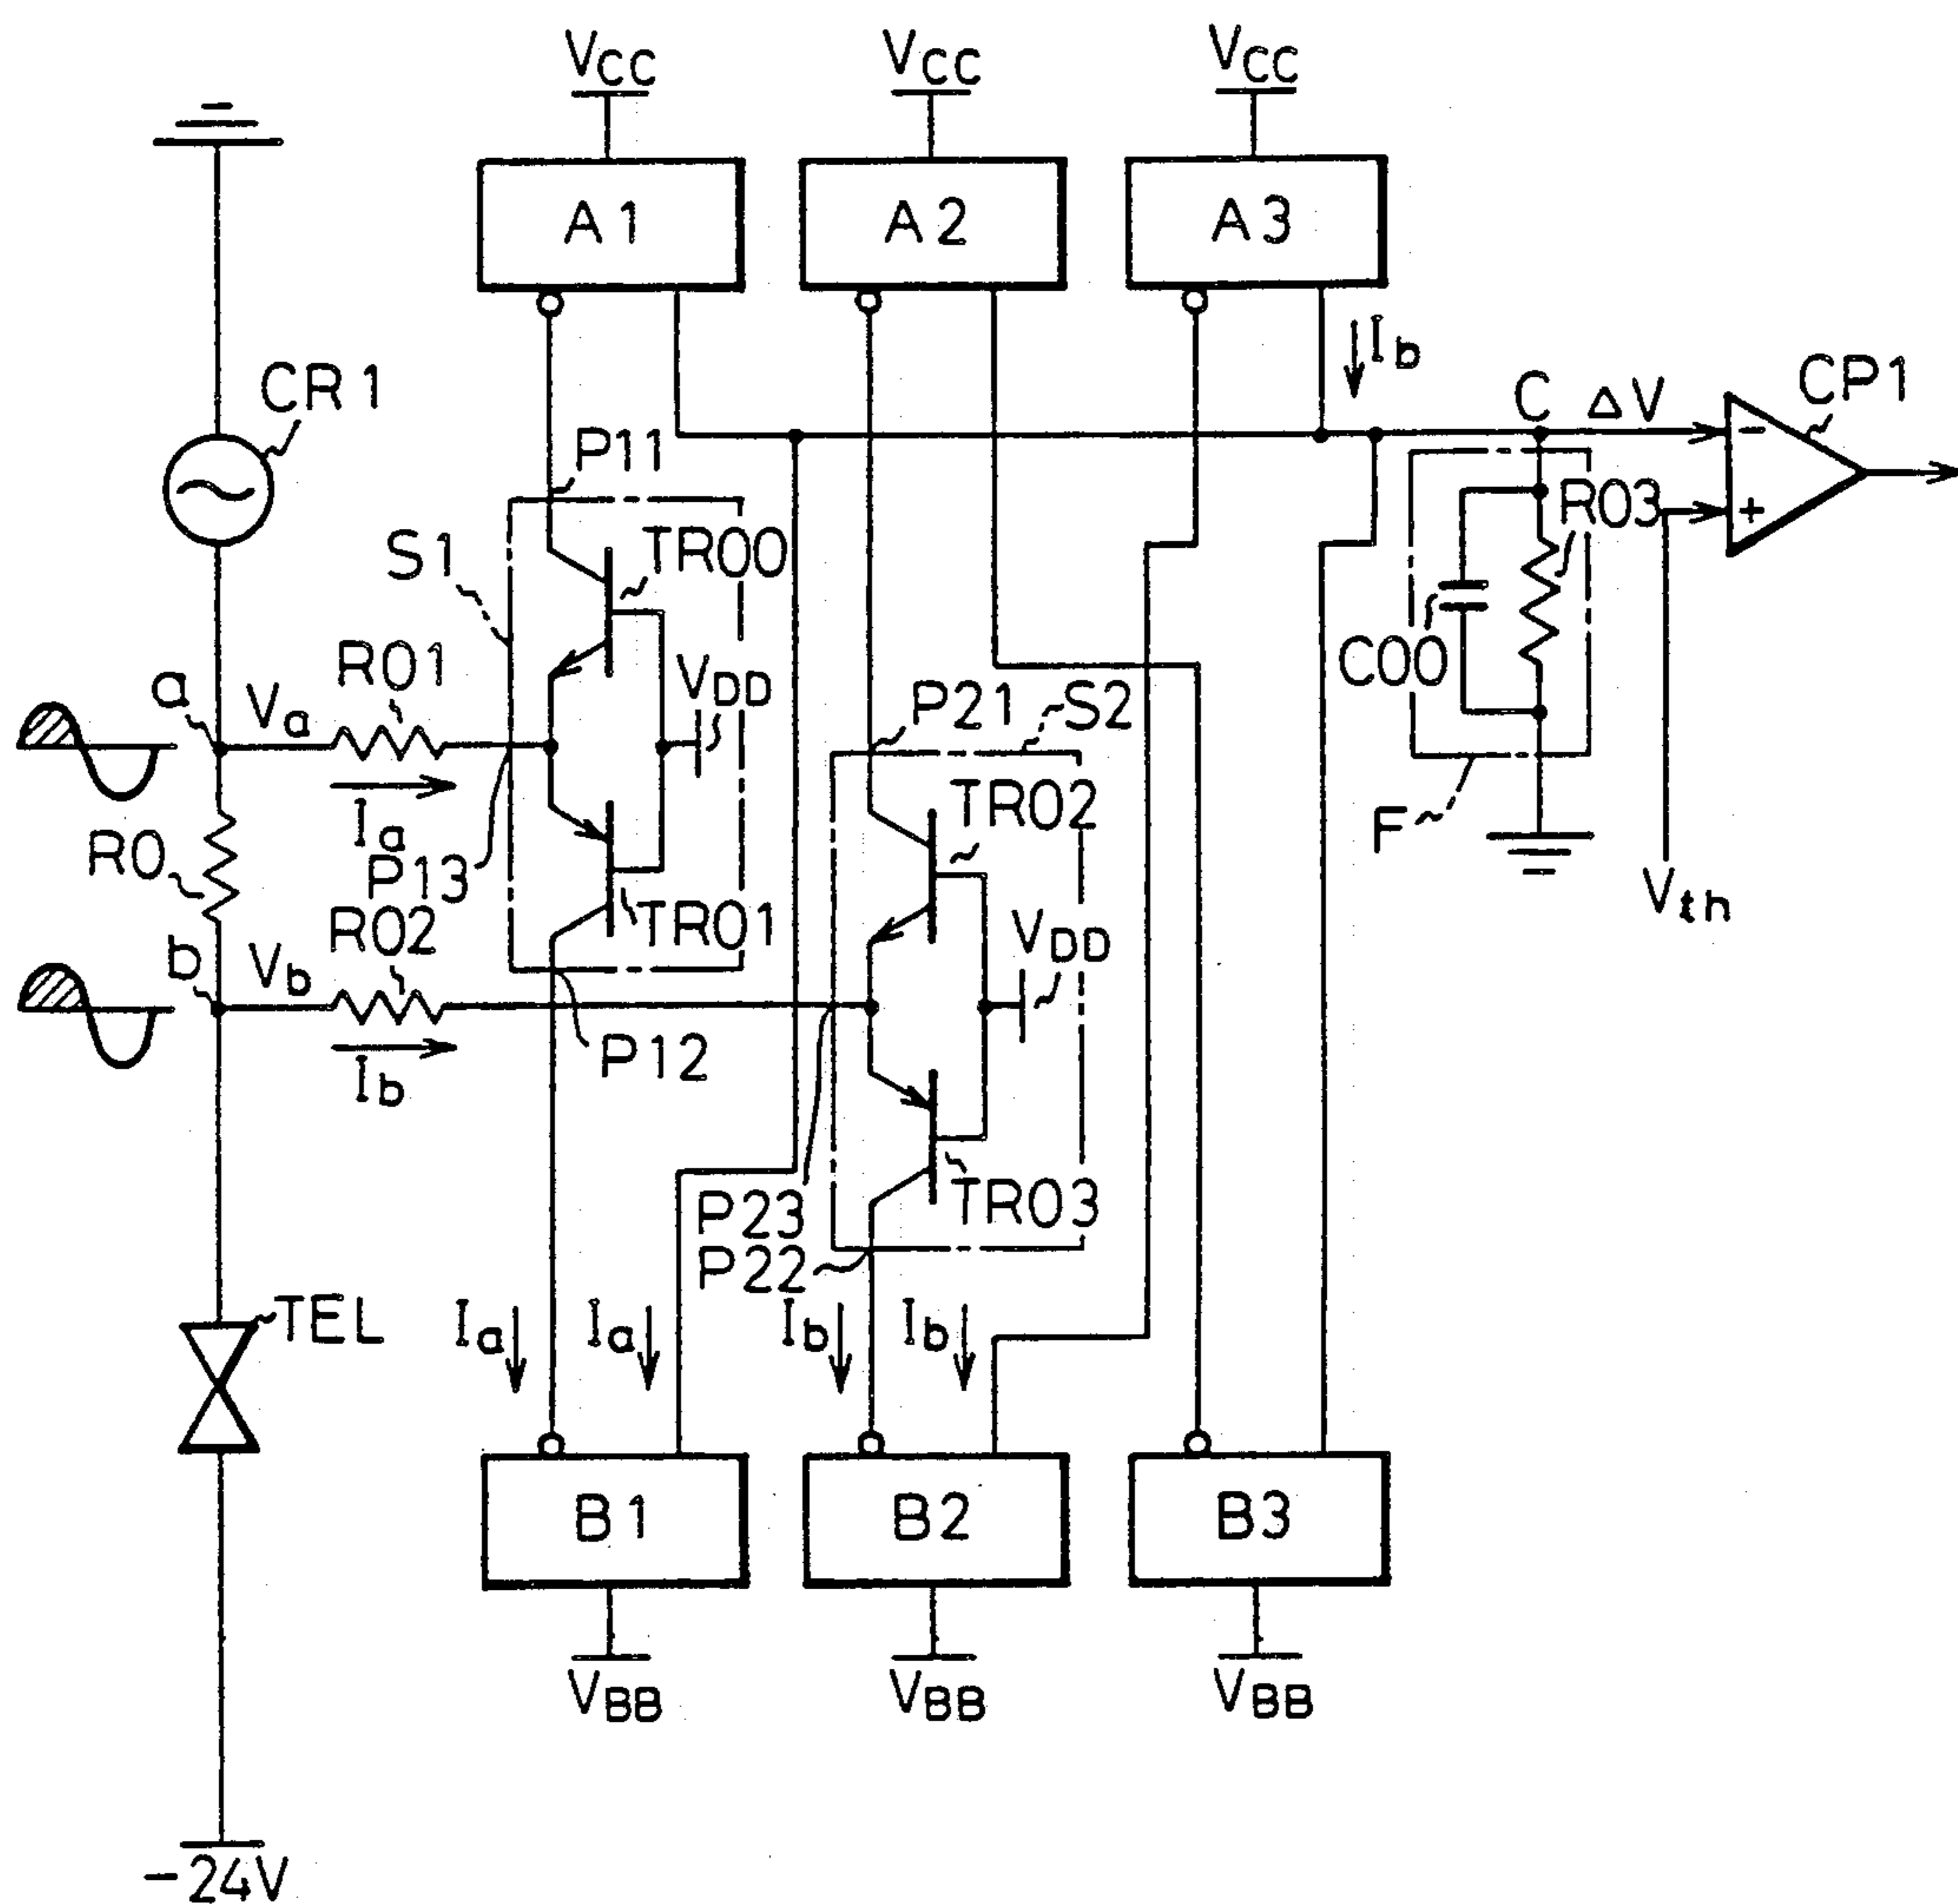 VCC VCC VCC
A1 A2 A3
Ib
CR1
P11
C ΔV CP1
− +
S1 TR00 R03
R01 VDD C00
a Va P21 S2
Ia TR02 F
R0 P13 TR01 Vth
R02 VDD
b Vb
P12
Ib
P23 TR03
P22
TEL Ia Ia Ib Ib
B1 B2 B3
VBB VBB VBB
-24V